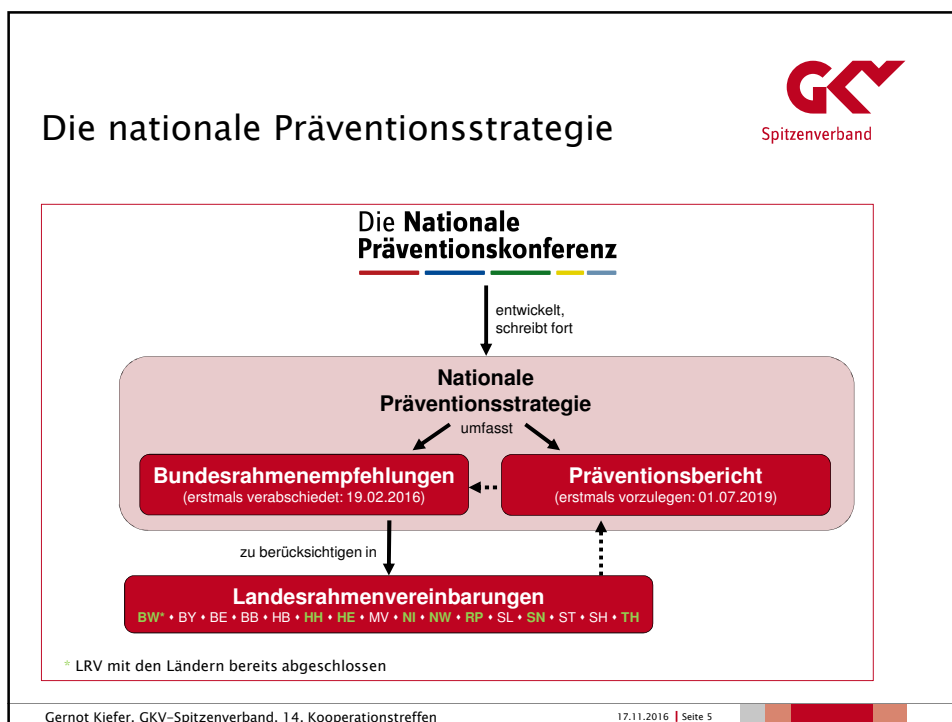 GKV
Spitzenverband
Die nationale Präventionsstrategie
Die Nationale
Präventionskonferenz
entwickelt,
schreibt fort
Nationale
Präventionsstrategie
umfasst
Bundesrahmenempfehlungen
(erstmals verabschiedet: 19.02.2016)
Präventionsbericht
(erstmals vorzulegen: 01.07.2019)
zu berücksichtigen in
Landesrahmenvereinbarungen
BW* ♦ BY ♦ BE ♦ BB ♦ HB ♦ HH ♦ HE ♦ MV ♦ NI ♦ NW ♦ RP ♦ SL ♦ SN ♦ ST ♦ SH ♦ TH
* LRV mit den Ländern bereits abgeschlossen
Gernot Kiefer, GKV-Spitzenverband, 14. Kooperationstreffen
17.11.2016 | Seite 5